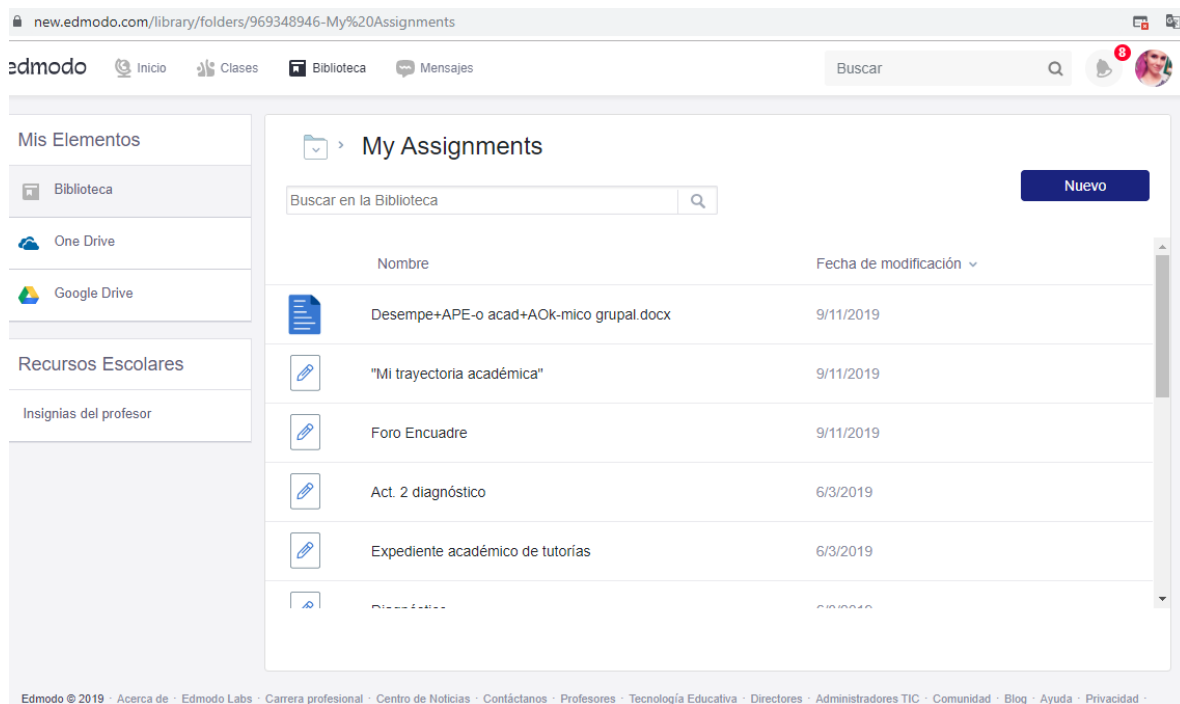 new.edmodo.com/library/folders/969348946-My%20Assignments
edmodo Inicio Clases Biblioteca Mensajes Buscar 8
Mis Elementos
Biblioteca
One Drive
Google Drive
Recursos Escolares
Insignias del profesor
My Assignments
Buscar en la Biblioteca
Nuevo
Nombre Fecha de modificación
Desempe+APE-o acad+AOk-mico grupal.docx 9/11/2019
"Mi trayectoria académica" 9/11/2019
Foro Encuadre 9/11/2019
Act. 2 diagnóstico 6/3/2019
Expediente académico de tutorías 6/3/2019
Edmodo © 2019 · Acerca de · Edmodo Labs · Carrera profesional · Centro de Noticias · Contáctanos · Profesores · Tecnología Educativa · Directores · Administradores TIC · Comunidad · Blog · Ayuda · Privacidad ·